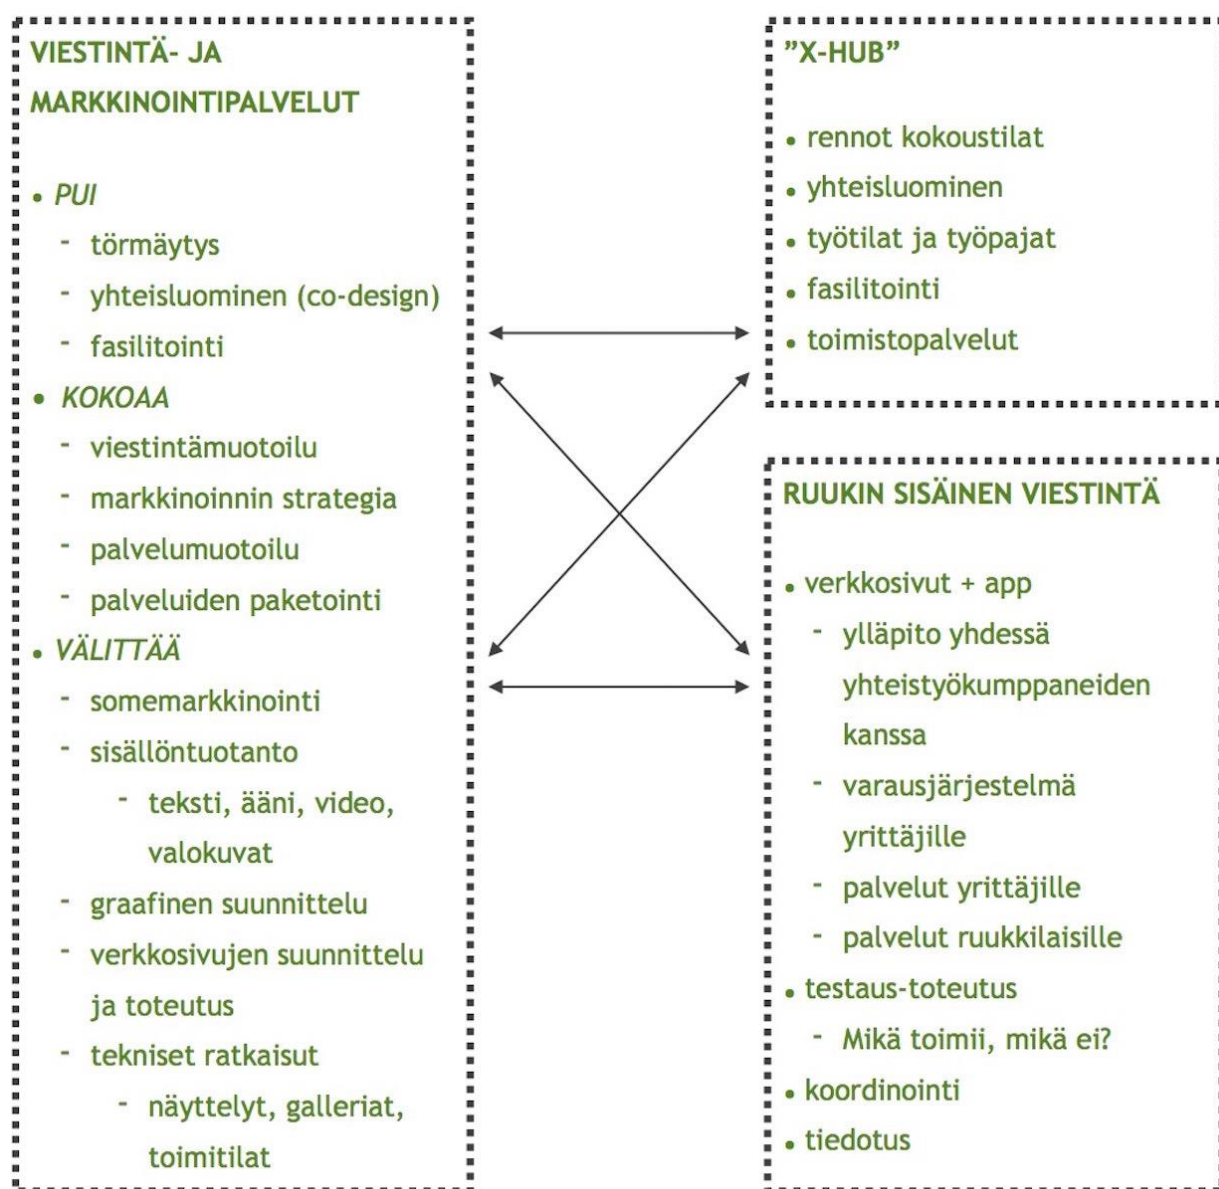 VIESTINTÄ- JA
MARKKINOINTIPALVELUT
• PUI
- törmäytys
- yhteisluominen (co-design)
- fasilitointi
• KOKOAA
- viestintämuotoilu
- markkinoinnin strategia
- palvelumuotoilu
- palveluiden paketointi
• VÄLITTÄÄ
- somemarkkinointi
- sisällöntuotanto
- teksti, ääni, video,
valokuvat
- graafinen suunnittelu
- verkkosivujen suunnittelu
ja toteutus
- tekniset ratkaisut
- näyttelyt, galleriat,
toimitilat
”X-HUB”
• rennot kokoustilat
• yhteisluominen
• työtilat ja työpajat
• fasilitointi
• toimistopalvelut
RUUKIN SISÄINEN VIESTINTÄ
• verkkosivut + app
- ylläpito yhdessä
yhteistyökumppaneiden
kanssa
- varausjärjestelmä
yrittäjille
- palvelut yrittäjille
- palvelut ruukkilaisille
• testaus-toteutus
- Mikä toimii, mikä ei?
• koordinointi
• tiedotus